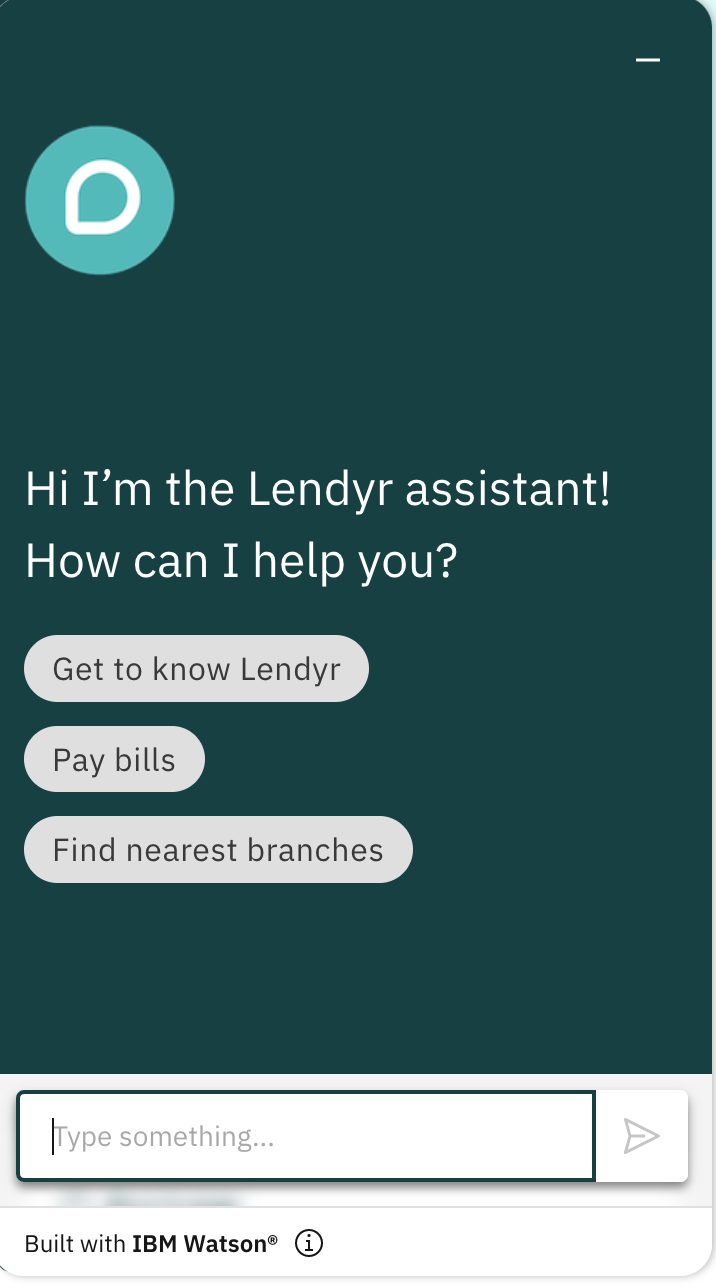 Hi I’m the Lendyr assistant!
How can I help you?
Get to know Lendyr
Pay bills
Find nearest branches
Type something...
Built with IBM Watson®